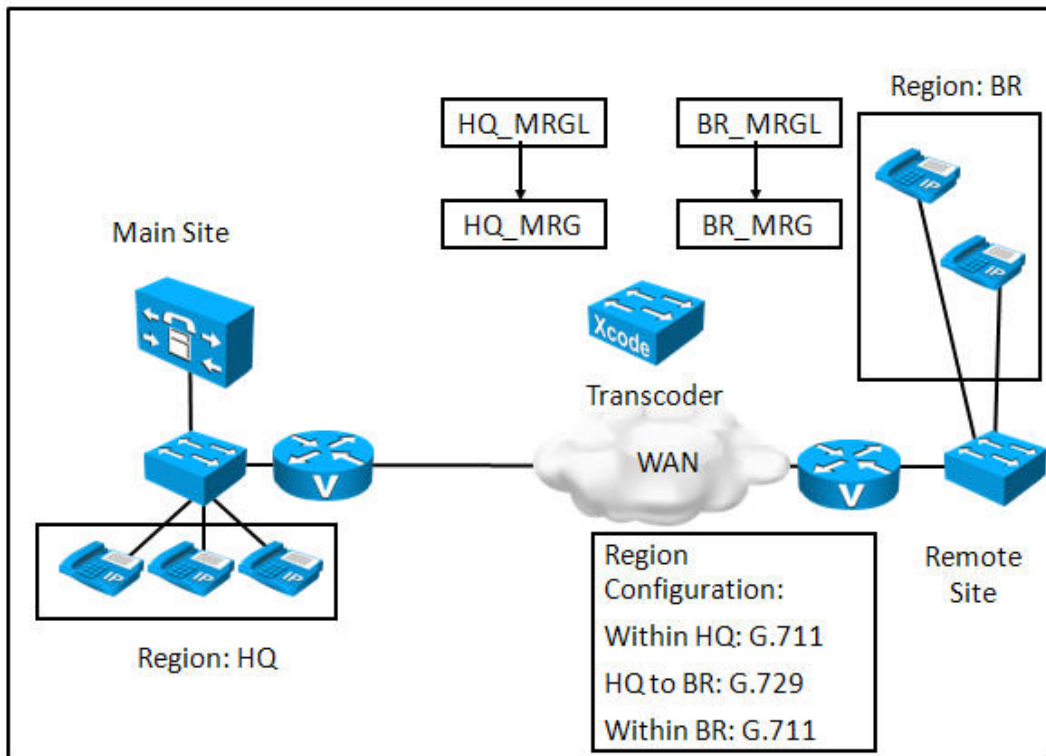 Region: BR
HQ_MRGL
BR_MRGL
HQ_MRG
BR_MRG
Main Site
IP
IP
Xcode
Transcoder
WAN
V
V
IP
IP
IP
Region: HQ
Remote
Site
Region
Configuration:
Within HQ: G.711
HQ to BR: G.729
Within BR: G.711